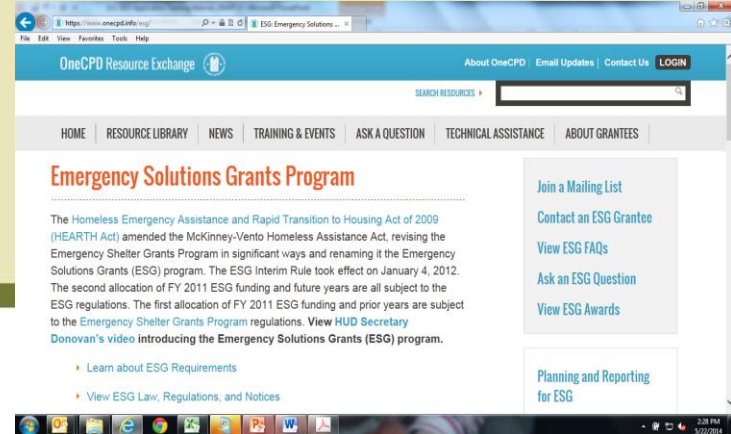 https://www.onecpd.info/esg/
ESG: Emergency Solutions ...
File Edit View Favorites Tools Help
OneCPD Resource Exchange
About OneCPD | Email Updates | Contact Us LOGIN
SEARCH RESOURCES
HOME RESOURCE LIBRARY NEWS TRAINING & EVENTS ASK A QUESTION TECHNICAL ASSISTANCE ABOUT GRANTEES
Emergency Solutions Grants Program
The Homeless Emergency Assistance and Rapid Transition to Housing Act of 2009
(HEARTH Act) amended the McKinney-Vento Homeless Assistance Act, revising the
Emergency Shelter Grants Program in significant ways and renaming it the Emergency
Solutions Grants (ESG) program. The ESG Interim Rule took effect on January 4, 2012.
The second allocation of FY 2011 ESG funding and future years are all subject to the
ESG regulations. The first allocation of FY 2011 ESG funding and prior years are subject
to the Emergency Shelter Grants Program regulations. View HUD Secretary
Donovan's video introducing the Emergency Solutions Grants (ESG) program.
Learn about ESG Requirements
View ESG Law, Regulations, and Notices
Join a Mailing List
Contact an ESG Grantee
View ESG FAQs
Ask an ESG Question
View ESG Awards
Planning and Reporting
for ESG
2:28 PM
5/22/2014